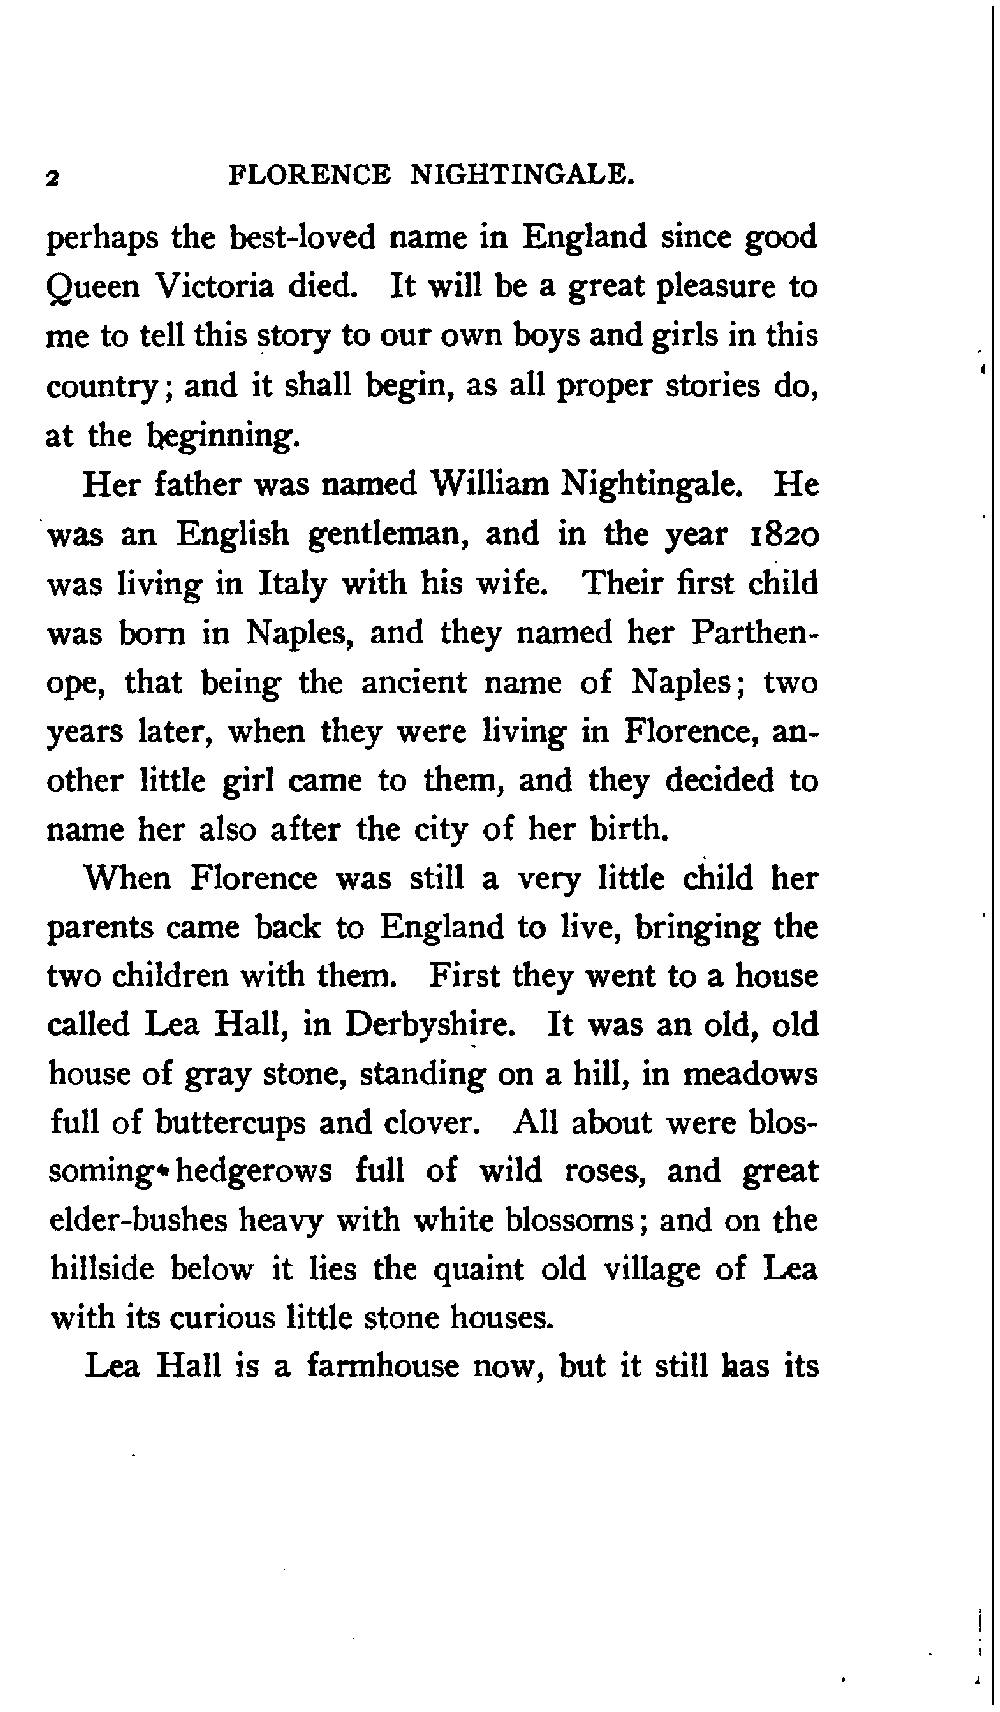 2 FLORENCE NIGHTINGALE.
perhaps the best-loved name in England since good
Queen Victoria died. It will be a great pleasure to
me to tell this story to our own boys and girls in this
country; and it shall begin, as all proper stories do,
at the beginning.
Her father was named William Nightingale. He
was an English gentleman, and in the year 1820
was living in Italy with his wife. Their first child
was born in Naples, and they named her Parthen-
ope, that being the ancient name of Naples; two
years later, when they were living in Florence, an-
other little girl came to them, and they decided to
name her also after the city of her birth.
When Florence was still a very little child her
parents came back to England to live, bringing the
two children with them. First they went to a house
called Lea Hall, in Derbyshire. It was an old, old
house of gray stone, standing on a hill, in meadows
full of buttercups and clover. All about were blos-
soming hedgerows full of wild roses, and great
elder-bushes heavy with white blossoms; and on the
hillside below it lies the quaint old village of Lea
with its curious little stone houses.
Lea Hall is a farmhouse now, but it still has its